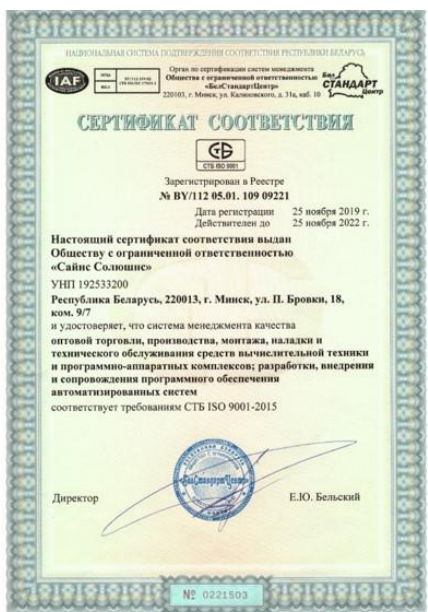 НАЦИОНАЛЬНАЯ СИСТЕМА ПОДТВЕРЖДЕНИЯ СООТВЕТСТВИЯ РЕСПУБЛИКИ БЕЛАРУСЬ
IAF
Орган по сертификации систем менеджмента
Общества с ограниченной ответственностью
«БелСтандартЦентр»
220103, г. Минск, ул. Калиновского, д. 31а, каб. 10
Бел
СТАНДАРТ
Центр
СЕРТИФИКАТ СООТВЕТСТВИЯ
СТБ ISO 9001
Зарегистрирован в Реестре
№ BY/112 05.01. 109 09221
Дата регистрации 25 ноября 2019 г.
Действителен до 25 ноября 2022 г.
Настоящий сертификат соответствия выдан
Обществу с ограниченной ответственностью
«Сайнс Солюшнс»
УНП 192533200
Республика Беларусь, 220013, г. Минск, ул. П. Бровки, 18,
ком. 9/7
и удостоверяет, что система менеджмента качества
оптовой торговли, производства, монтажа, наладки и
технического обслуживания средств вычислительной техники
и программно-аппаратных комплексов; разработки, внедрения
и сопровождения программного обеспечения
автоматизированных систем
соответствует требованиям СТБ ISO 9001-2015
«БелСтандартЦентр»
Директор Е.Ю. Бельский
№ 0221503